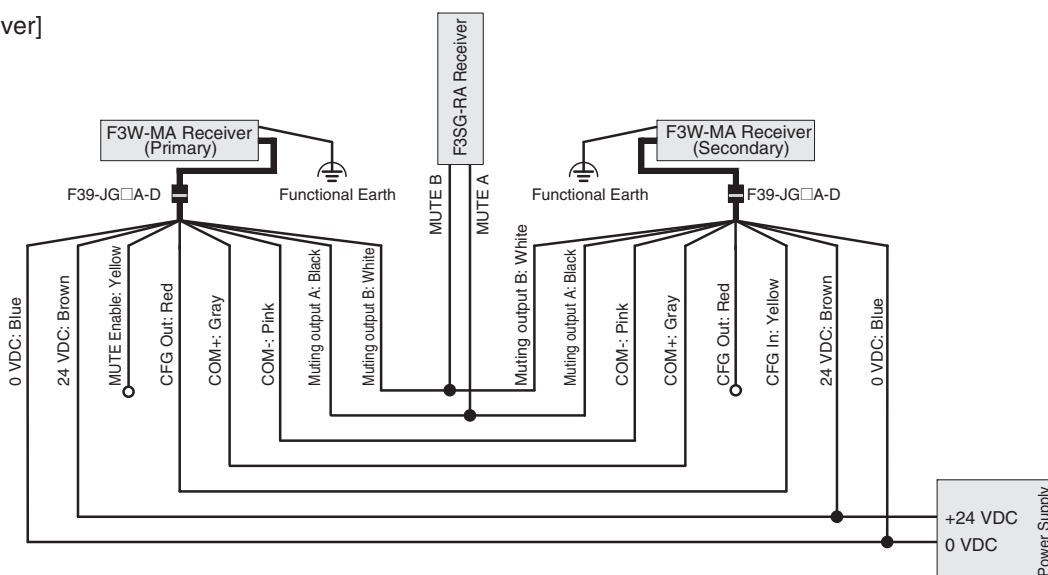 ver]
F3SG-RA Receiver
F3W-MA Receiver
(Primary)
F3W-MA Receiver
(Secondary)
F39-JG□A-D
Functional Earth
MUTE B
MUTE A
Functional Earth
F39-JG□A-D
0 VDC: Blue
24 VDC: Brown
MUTE Enable: Yellow
CFG Out: Red
COM+: Gray
COM-: Pink
Muting output A: Black
Muting output B: White
Muting output B: White
Muting output A: Black
COM-: Pink
COM+: Gray
CFG Out: Red
CFG In: Yellow
24 VDC: Brown
0 VDC: Blue
+24 VDC
0 VDC
Power Supply